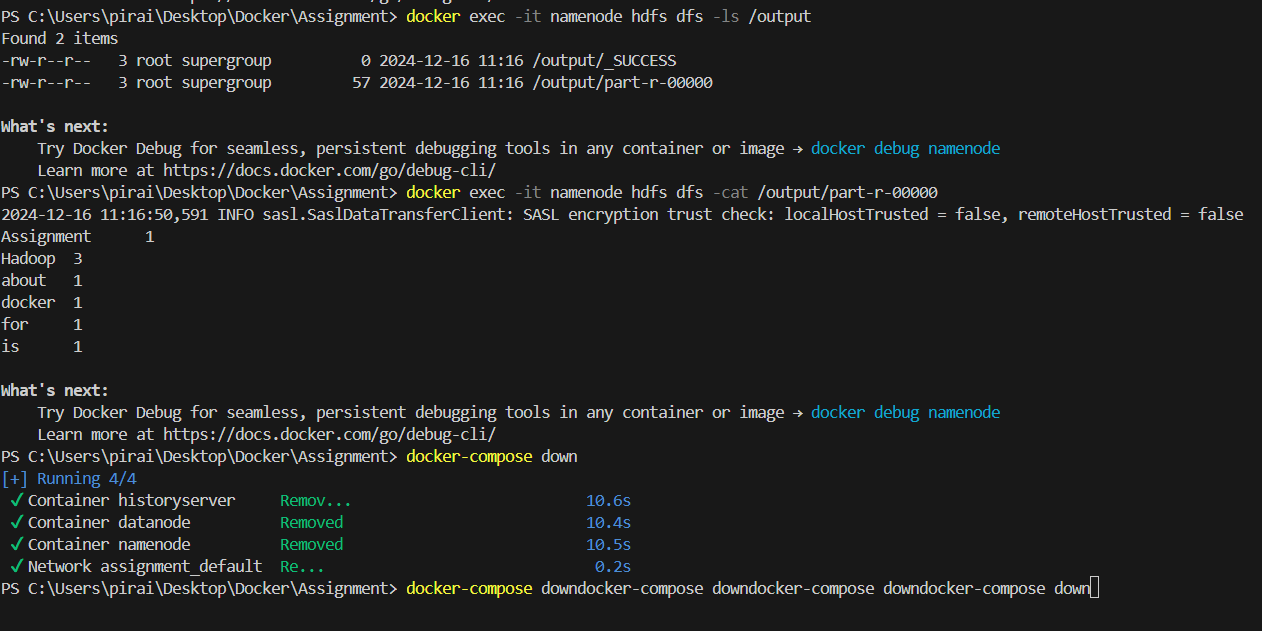 PS C:\Users\pirai\Desktop\Docker\Assignment> docker exec -it namenode hdfs dfs -ls /output
Found 2 items
-rw-r--r--   3 root supergroup          0 2024-12-16 11:16 /output/_SUCCESS
-rw-r--r--   3 root supergroup         57 2024-12-16 11:16 /output/part-r-00000
What's next:
    Try Docker Debug for seamless, persistent debugging tools in any container or image → docker debug namenode
    Learn more at https://docs.docker.com/go/debug-cli/
PS C:\Users\pirai\Desktop\Docker\Assignment> docker exec -it namenode hdfs dfs -cat /output/part-r-00000
2024-12-16 11:16:50,591 INFO sasl.SaslDataTransferClient: SASL encryption trust check: localHostTrusted = false, remoteHostTrusted = false
Assignment      1
Hadoop  3
about   1
docker  1
for     1
is      1
What's next:
    Try Docker Debug for seamless, persistent debugging tools in any container or image → docker debug namenode
    Learn more at https://docs.docker.com/go/debug-cli/
PS C:\Users\pirai\Desktop\Docker\Assignment> docker-compose down
[+] Running 4/4
 ✓ Container historyserver     Remov...                          10.6s
 ✓ Container datanode          Removed                           10.4s
 ✓ Container namenode          Removed                           10.5s
 ✓ Network assignment_default  Re...                              0.2s
PS C:\Users\pirai\Desktop\Docker\Assignment> docker-compose downdocker-compose downdocker-compose downdocker-compose down